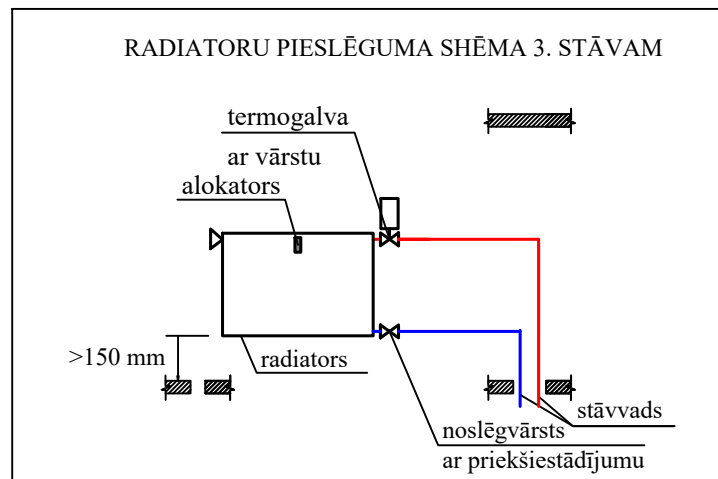 RADIATORU PIESLĒGUMA SHĒMA 3. STĀVAM
termogalva
ar vārstu
alokators
>150 mm
radiators
stāvvads
noslēgvārsts
ar priekšiestādījumu